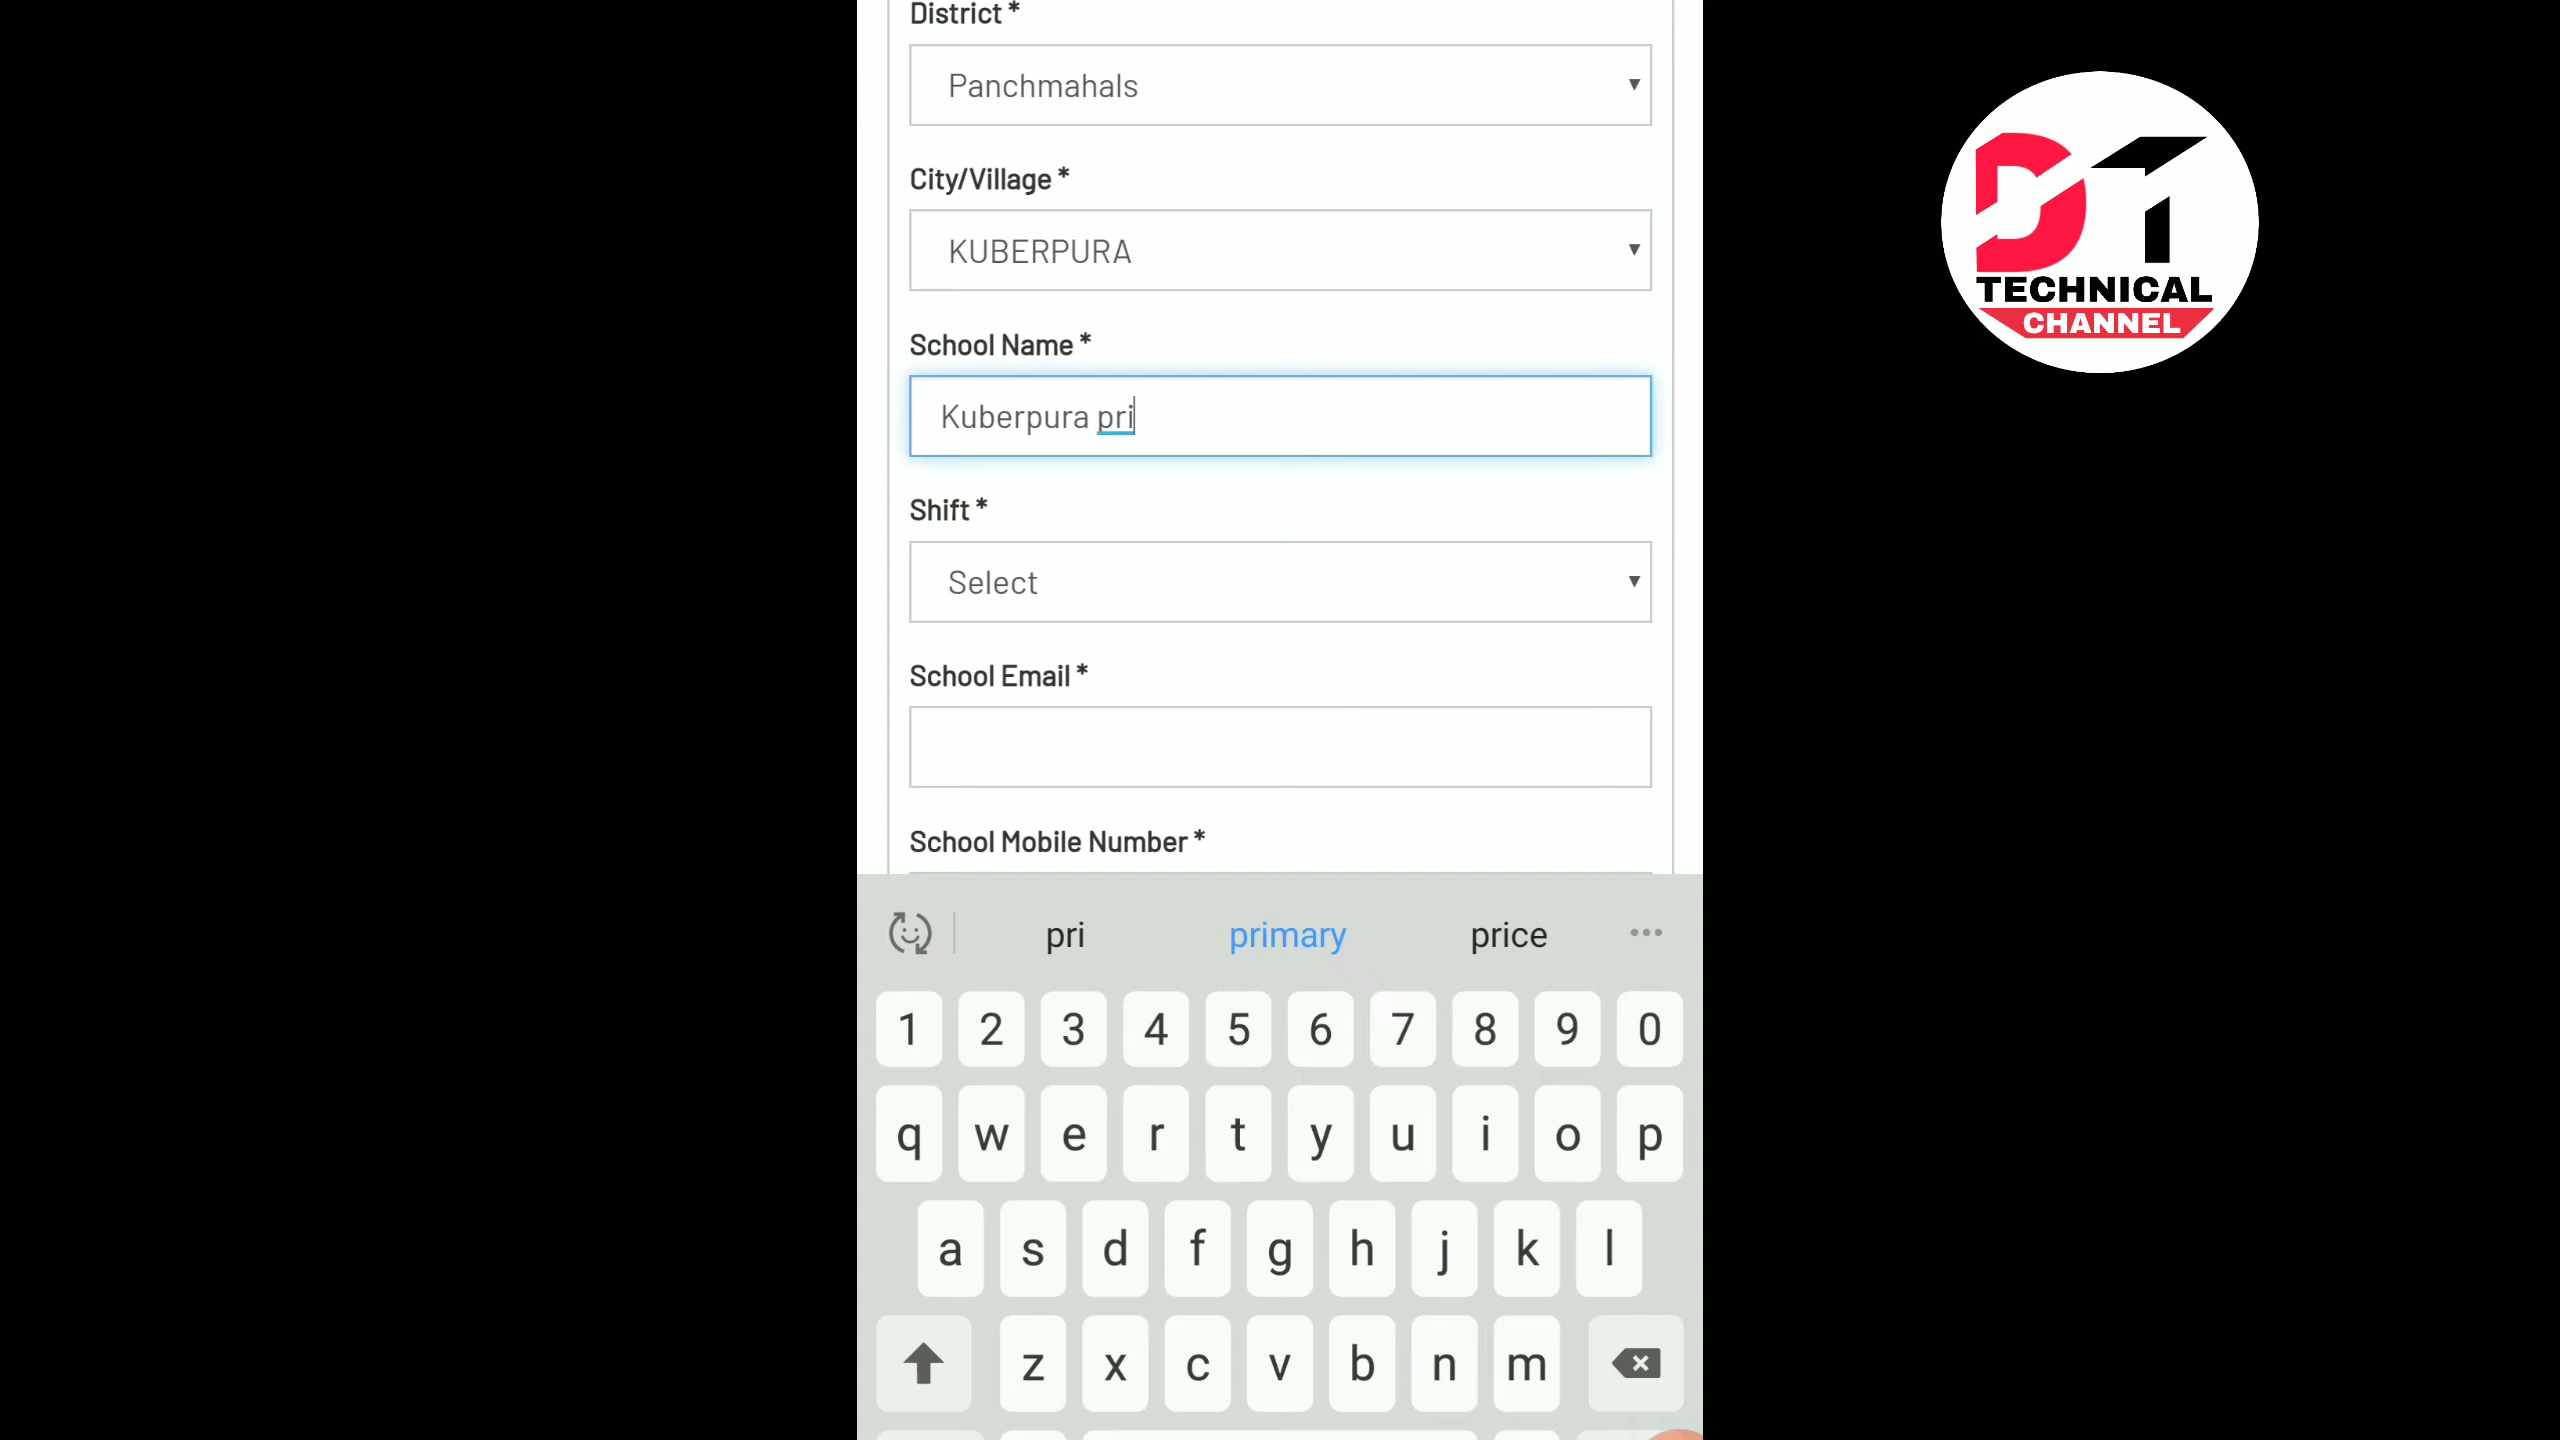 District *
Panchmahals
City/Village *
KUBERPURA
School Name *
Kuberpura pri
Shift *
Select
School Email *
School Mobile Number *
pri primary price
1 2 3 4 5 6 7 8 9 0
q w e r t y u i o p
a s d f g h j k l
z x c v b n m
DT
TECHNICAL
CHANNEL